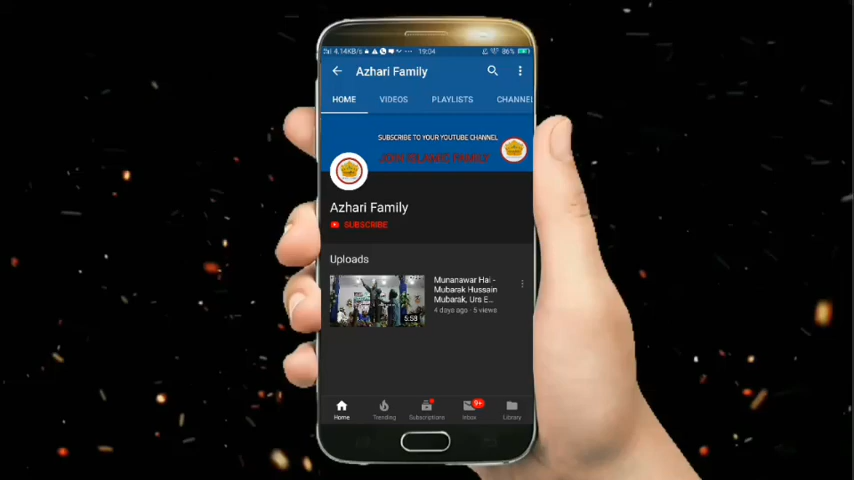 4.14KB/s 19:04 86%
Azhari Family
HOME VIDEOS PLAYLISTS CHANNEL
SUBSCRIBE TO YOUR YOUTUBE CHANNEL
FAMILY
Azhari Family
SUBSCRIBE
Uploads
Munanawar Hai -
Mubarak Hussain
Mubarak, Urs E...
4 days ago · 5 views
5:58
Home Trending Subscriptions Inbox Library
9+